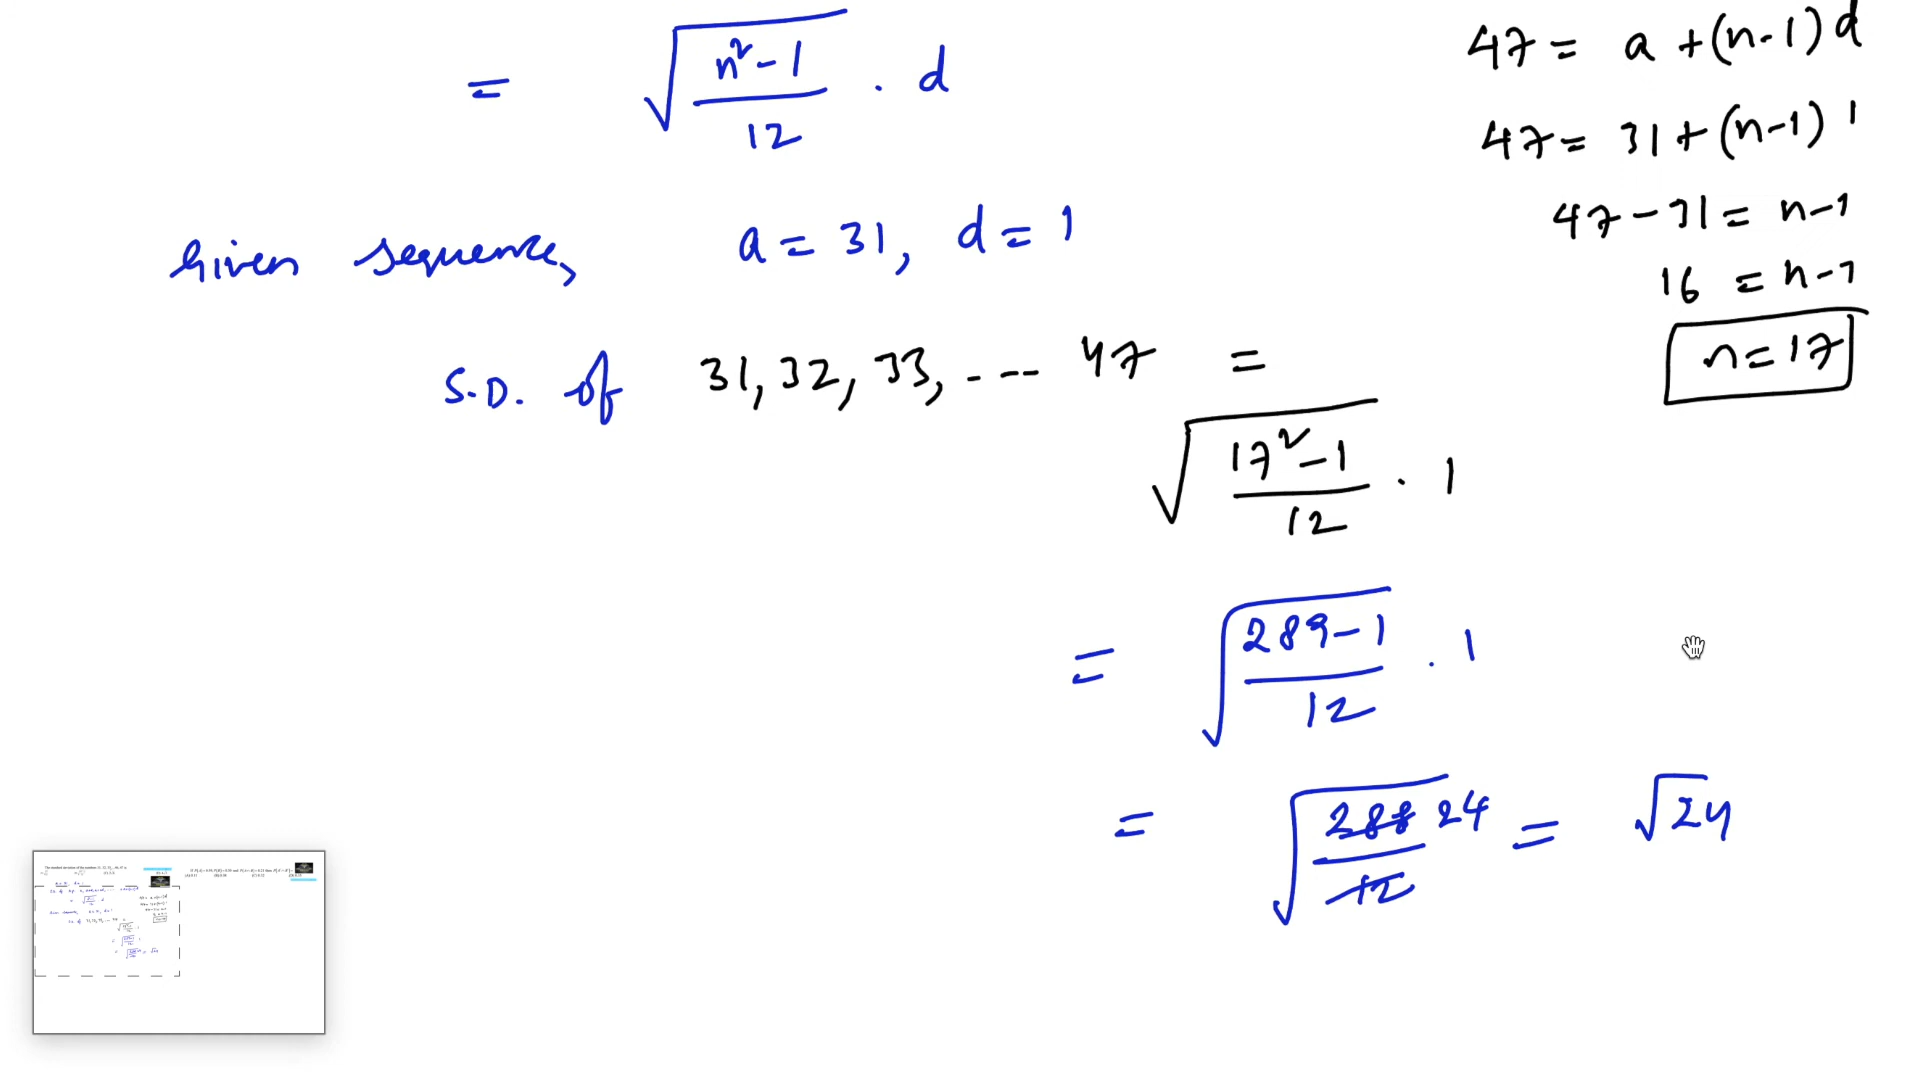 = √((n² - 1)/12) · d
47 = a + (n-1) d
47 = 31 + (n-1) 1
47 - 31 = n-1
16 = n-1
n = 17
Given sequence, a = 31, d = 1
S.D. of 31, 32, 33, ... 47 =
√((17² - 1)/12) · 1
= √((289 - 1)/12) · 1
= √(288/12) 24 = √24